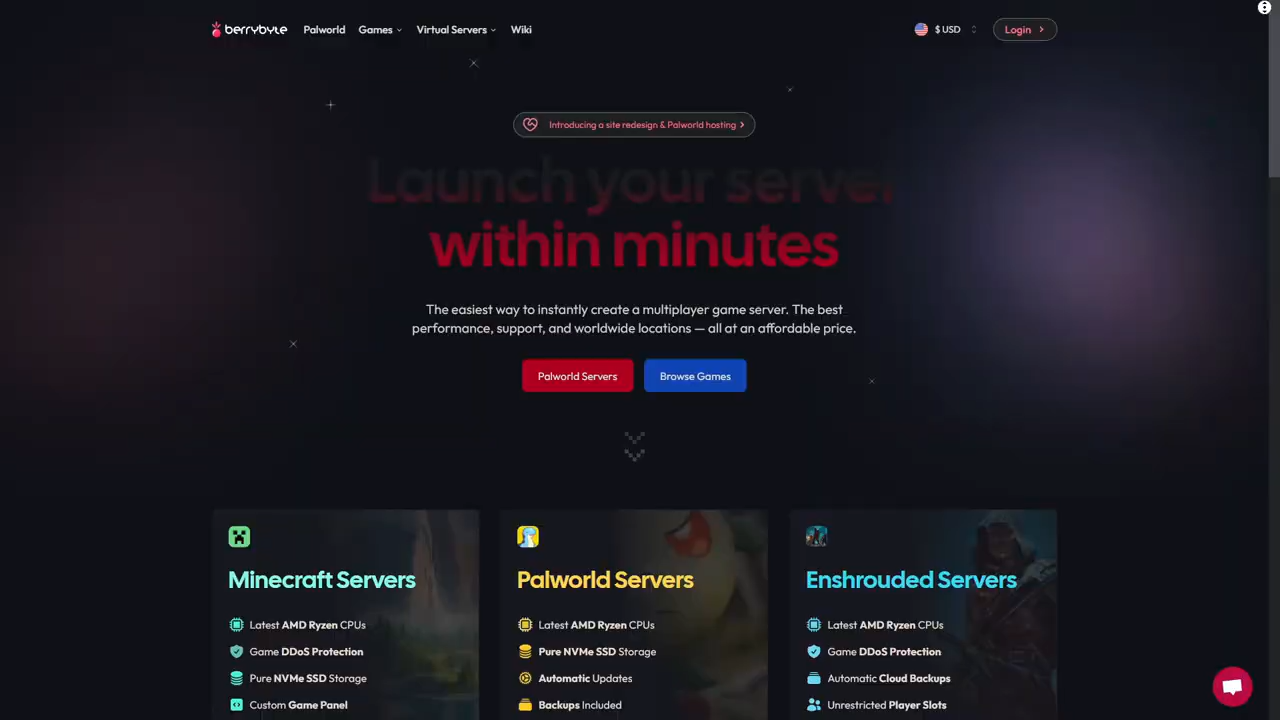 berrybyte Palworld Games Virtual Servers Wiki $ USD Login
Introducing a site redesign & Palworld hosting
Launch your server
within minutes
The easiest way to instantly create a multiplayer game server. The best
performance, support, and worldwide locations — all at an affordable price.
Palworld Servers Browse Games
Minecraft Servers
Latest AMD Ryzen CPUs
Game DDoS Protection
Pure NVMe SSD Storage
Custom Game Panel
Palworld Servers
Latest AMD Ryzen CPUs
Pure NVMe SSD Storage
Automatic Updates
Backups Included
Enshrouded Servers
Latest AMD Ryzen CPUs
Game DDoS Protection
Automatic Cloud Backups
Unrestricted Player Slots